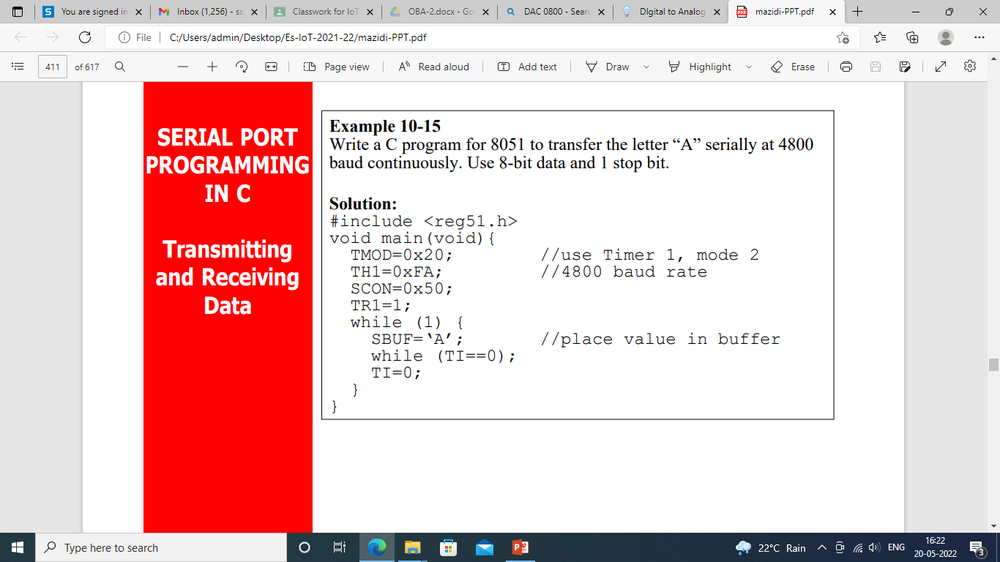 You are signed in
Inbox (1,256) - ss
Classwork for IoT
OBA-2.docx - Go
DAC 0800 - Searc
DIgital to Analog
mazidi-PPT.pdf
File
C:/Users/admin/Desktop/Es-IoT-2021-22/mazidi-PPT.pdf
411 of 617
Page view
Read aloud
Add text
Draw
Highlight
Erase
SERIAL PORT
PROGRAMMING
IN C
Transmitting
and Receiving
Data
Example 10-15
Write a C program for 8051 to transfer the letter “A” serially at 4800
baud continuously. Use 8-bit data and 1 stop bit.
Solution:
#include <reg51.h>
void main(void){
TMOD=0x20; //use Timer 1, mode 2
TH1=0xFA; //4800 baud rate
SCON=0x50;
TR1=1;
while (1) {
SBUF=‘A’; //place value in buffer
while (TI==0);
TI=0;
}
}
Type here to search
22°C Rain
ENG
16:22
20-05-2022
3